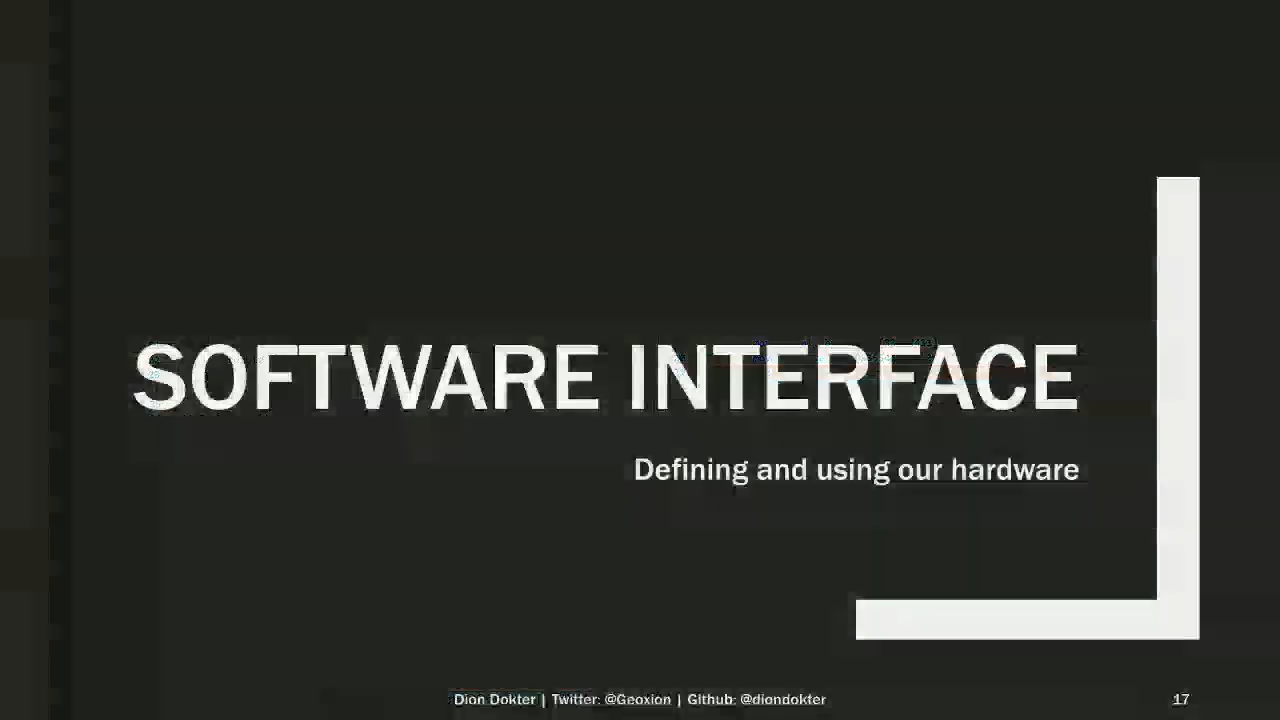 SOFTWARE INTERFACE
Defining and using our hardware
Dion Dokter | Twitter: @Geoxion | Github: @diondokter
17